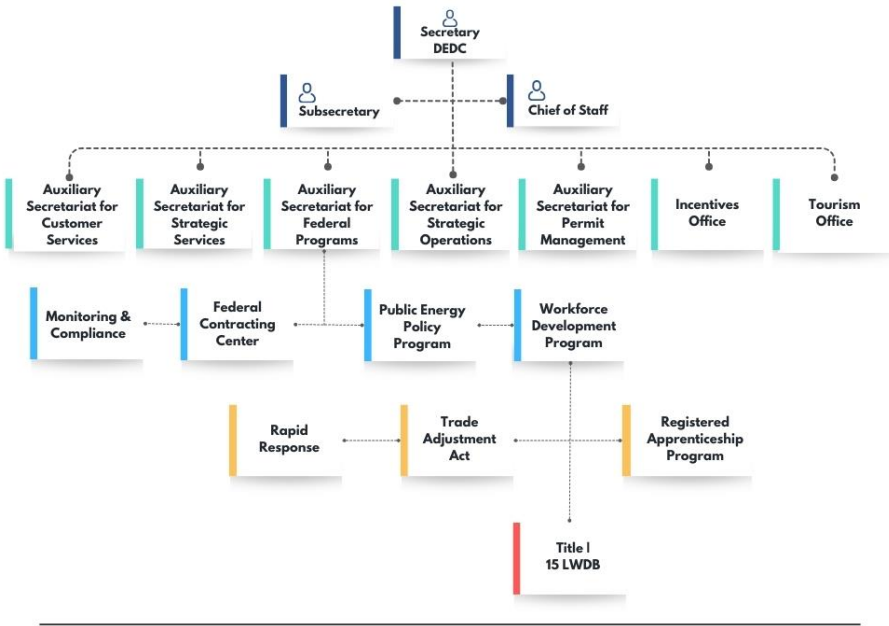 Secretary
DEDC
Subsecretary
Chief of Staff
Auxiliary
Secretariat for
Customer
Services
Auxiliary
Secretariat for
Strategic
Services
Auxiliary
Secretariat for
Federal
Programs
Auxiliary
Secretariat for
Strategic
Operations
Auxiliary
Secretariat for
Permit
Management
Incentives
Office
Tourism
Office
Monitoring &
Compliance
Federal
Contracting
Center
Public Energy
Policy
Program
Workforce
Development
Program
Rapid
Response
Trade
Adjustment
Act
Registered
Apprenticeship
Program
Title I
15 LWDB